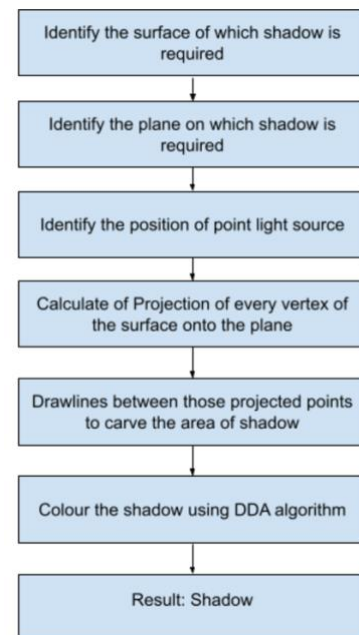 Identify the surface of which shadow is
required
Identify the plane on which shadow is
required
Identify the position of point light source
Calculate of Projection of every vertex of
the surface onto the plane
Drawlines between those projected points
to carve the area of shadow
Colour the shadow using DDA algorithm
Result: Shadow